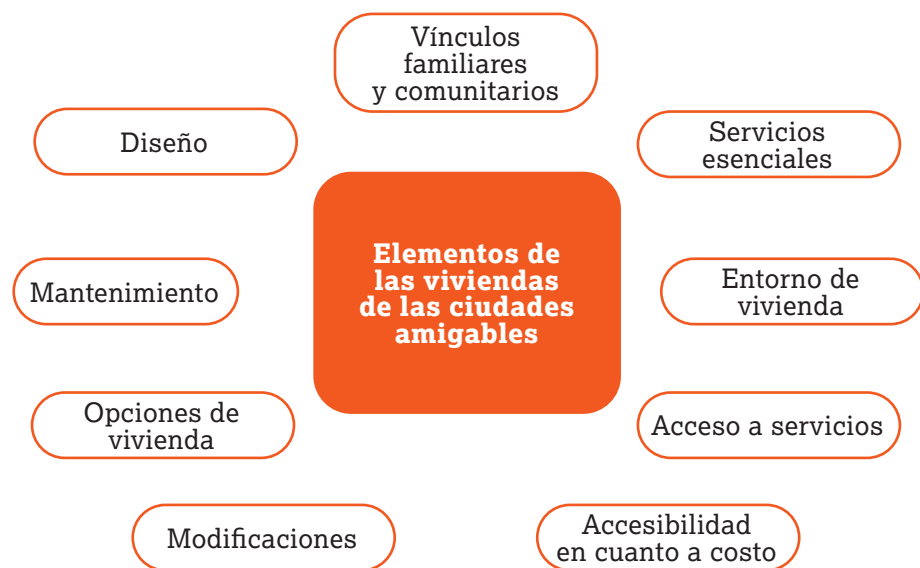 Vínculos
familiares
y comunitarios
Diseño
Servicios
esenciales
Elementos de
las viviendas
de las ciudades
amigables
Mantenimiento
Entorno de
vivienda
Opciones de
vivienda
Acceso a servicios
Modificaciones
Accesibilidad
en cuanto a costo